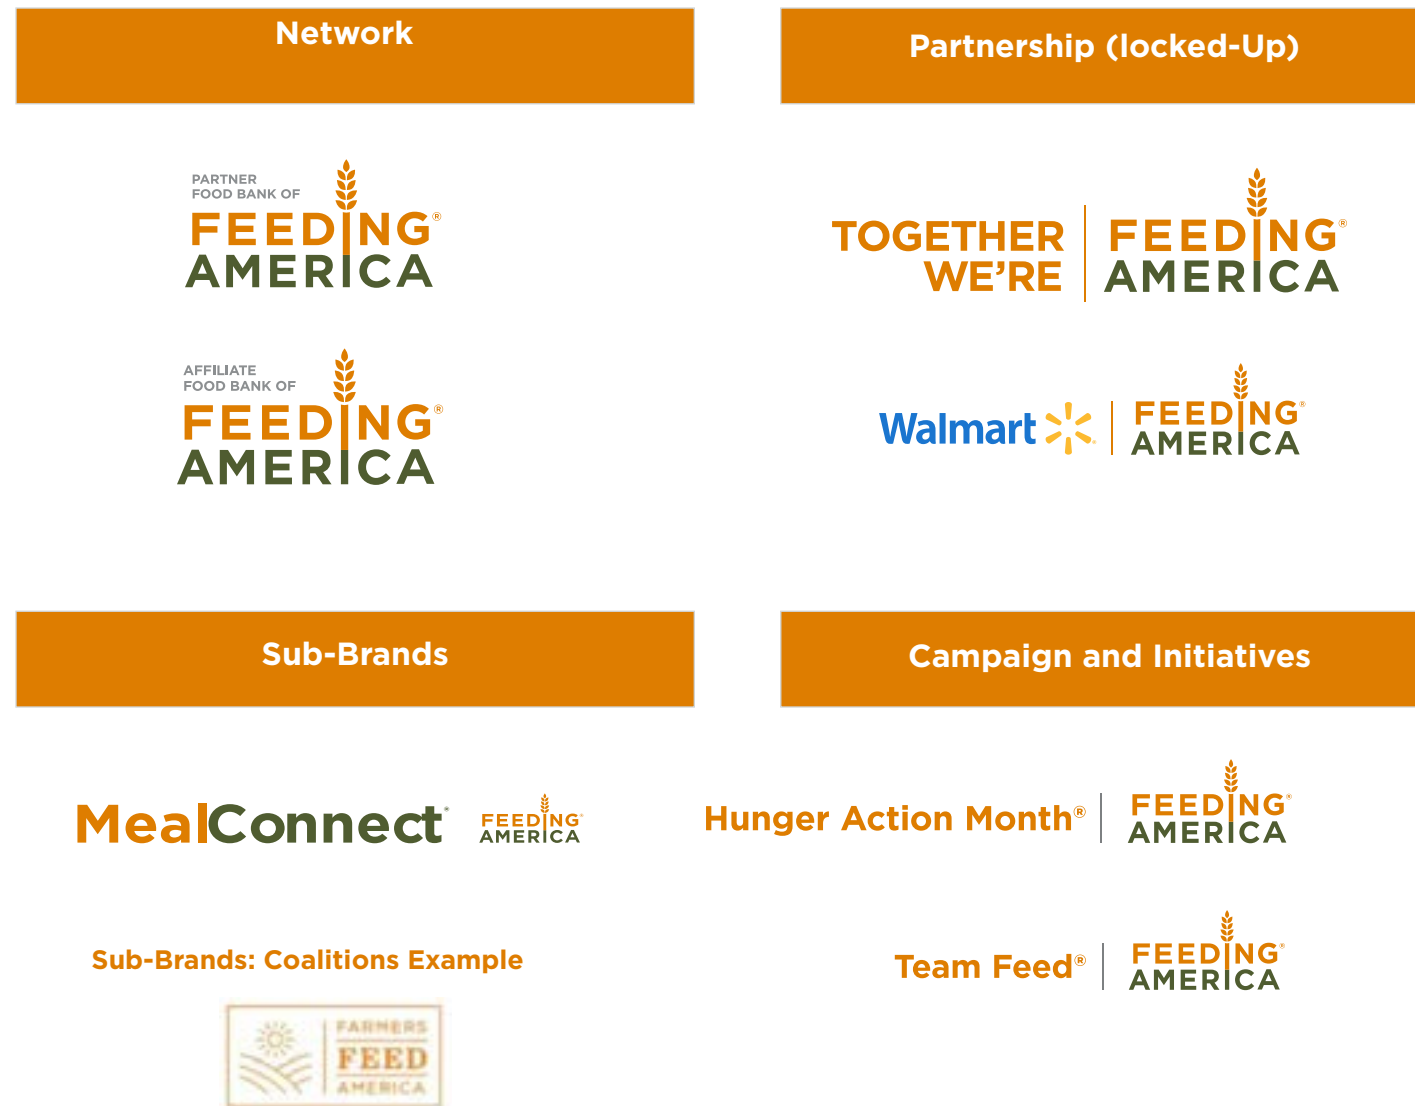 Network
PARTNER
FOOD BANK OF
FEEDING®
AMERICA
AFFILIATE
FOOD BANK OF
FEEDING®
AMERICA
Partnership (locked-Up)
TOGETHER
WE'RE
FEEDING®
AMERICA
Walmart
FEEDING®
AMERICA
Sub-Brands
MealConnect
FEEDING
AMERICA
Sub-Brands: Coalitions Example
FARMERS
FEED
AMERICA
Campaign and Initiatives
Hunger Action Month®
FEEDING®
AMERICA
Team Feed®
FEEDING®
AMERICA